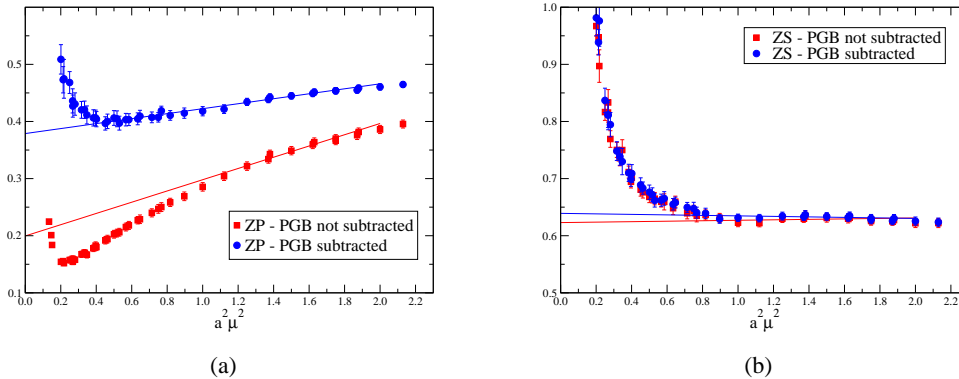 0.5
0.4
0.3
0.2
0.1
0.0 0.2 0.4 0.6 0.8 1.0 1.2 1.4 1.6 1.8 2.0 2.2
a²μ²
ZP - PGB not subtracted
ZP - PGB subtracted
(a)
1.0
0.9
0.8
0.7
0.6
0.5
0.0 0.2 0.4 0.6 0.8 1.0 1.2 1.4 1.6 1.8 2.0 2.2
a²μ²
ZS - PGB not subtracted
ZS - PGB subtracted
(b)